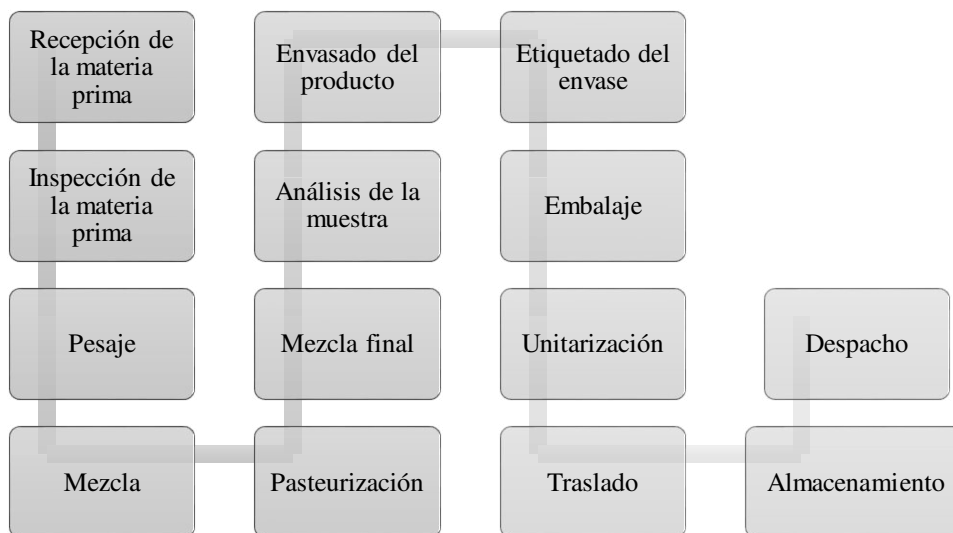 Recepción de
la materia
prima
Inspección de
la materia
prima
Pesaje
Mezcla
Pasteurización
Mezcla final
Análisis de la
muestra
Envasado del
producto
Etiquetado del
envase
Embalaje
Unitarización
Traslado
Almacenamiento
Despacho